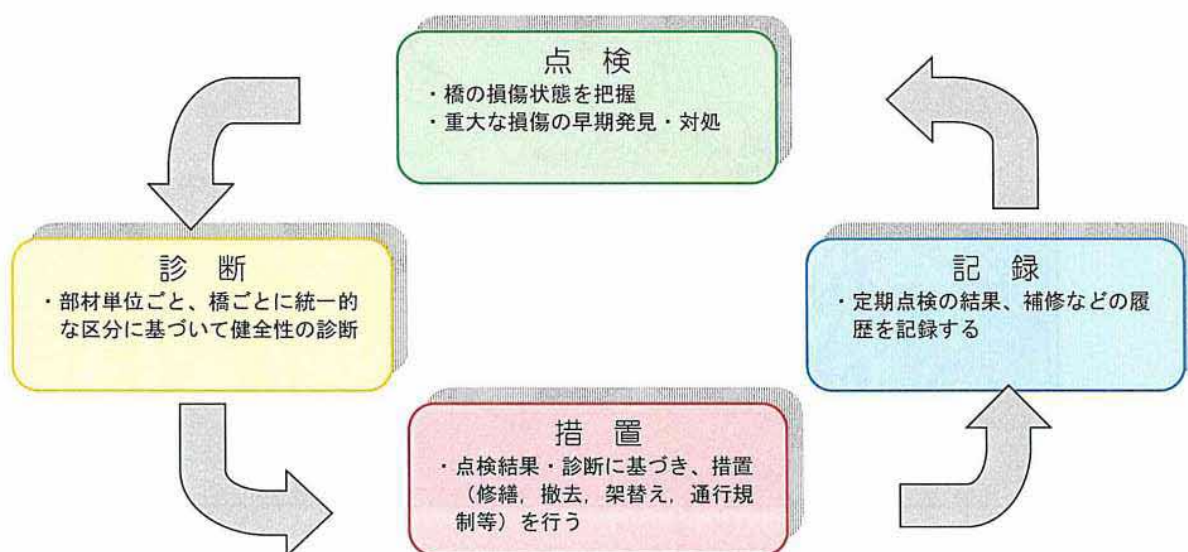 点 検
・橋の損傷状態を把握
・重大な損傷の早期発見・対処
診 断
・部材単位ごと、橋ごとに統一的
な区分に基づいて健全性の診断
記 録
・定期点検の結果、補修などの履
歴を記録する
措 置
・点検結果・診断に基づき、措置
（修繕，撤去，架替え，通行規
制等）を行う